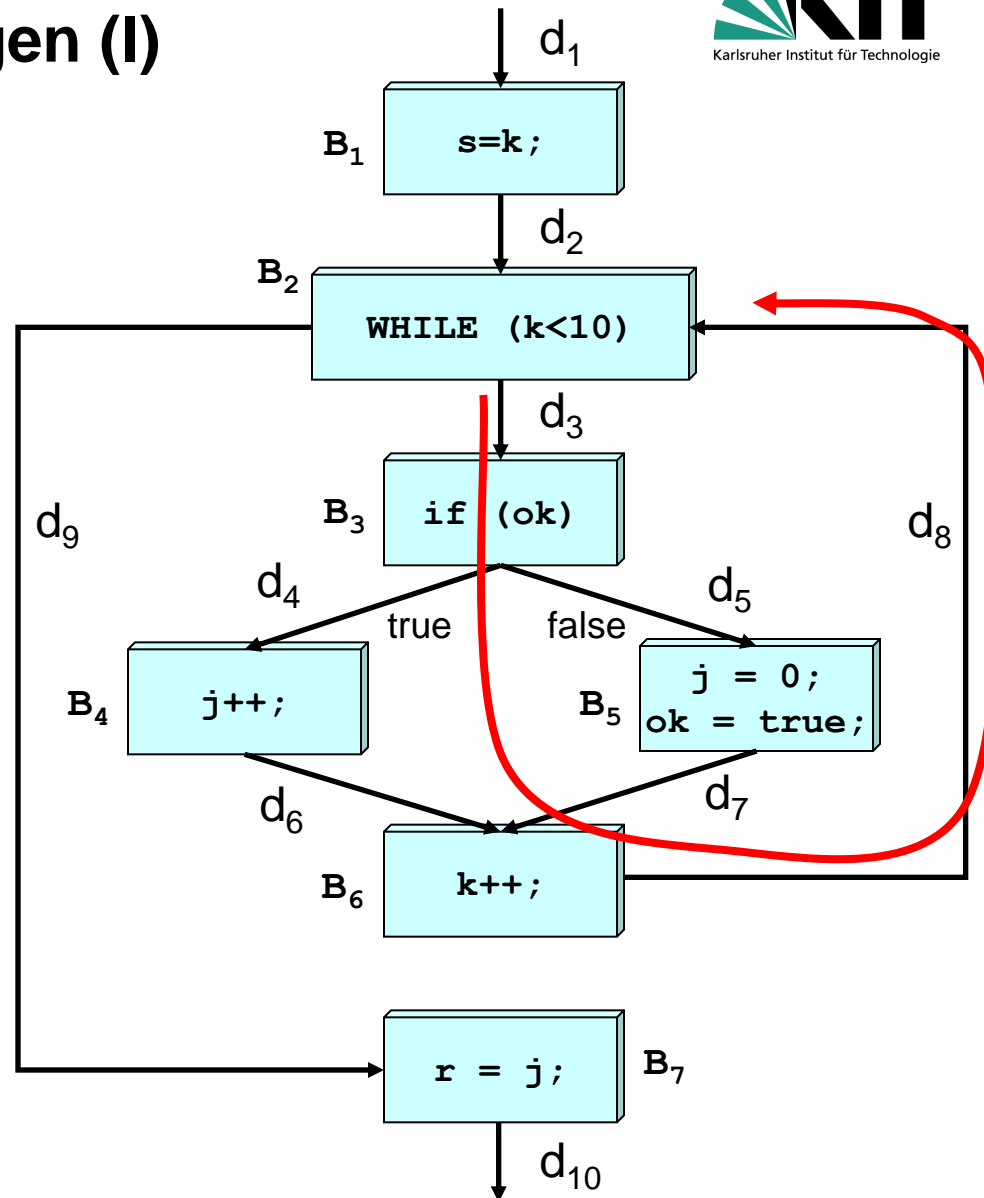 gen (I)
KIT
Karlsruher Institut für Technologie
d₁
B₁
s=k;
d₂
B₂
WHILE (k<10)
d₃
B₃
if (ok)
d₉
d₈
d₄
d₅
true
false
B₄
j++;
B₅
j = 0;
ok = true;
d₆
d₇
B₆
k++;
r = j;
B₇
d₁₀